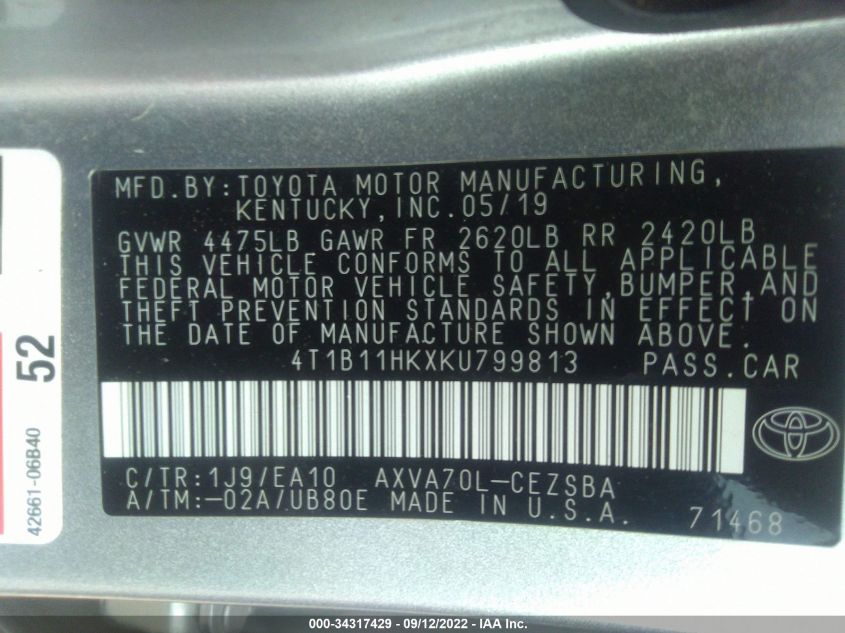 MFD.BY:TOYOTA MOTOR MANUFACTURING,
KENTUCKY,INC.05/19
GVWR 4475LB GAWR FR 2620LB RR 2420LB
THIS VEHICLE CONFORMS TO ALL APPLICABLE
FEDERAL MOTOR VEHICLE SAFETY,BUMPER,AND
THEFT PREVENTION STANDARDS IN EFFECT ON
THE DATE OF MANUFACTURE SHOWN ABOVE.
4T1B11HKXKU799813 PASS.CAR
C/TR:1J9/EA10 AXVA70L-CEZSBA
A/TM:-02A/UB80E MADE IN U.S.A. 71468
52
42661-06B40
000-34317429 - 09/12/2022 - IAA Inc.